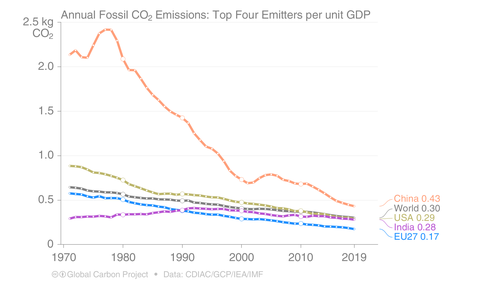 Annual Fossil CO₂ Emissions: Top Four Emitters per unit GDP
2.5 kg
CO₂
2.0
1.5
1.0
0.5
0
1970 1980 1990 2000 2010 2019
China 0.43
World 0.30
USA 0.29
India 0.28
EU27 0.17
Global Carbon Project • Data: CDIAC/GCP/IEA/IMF